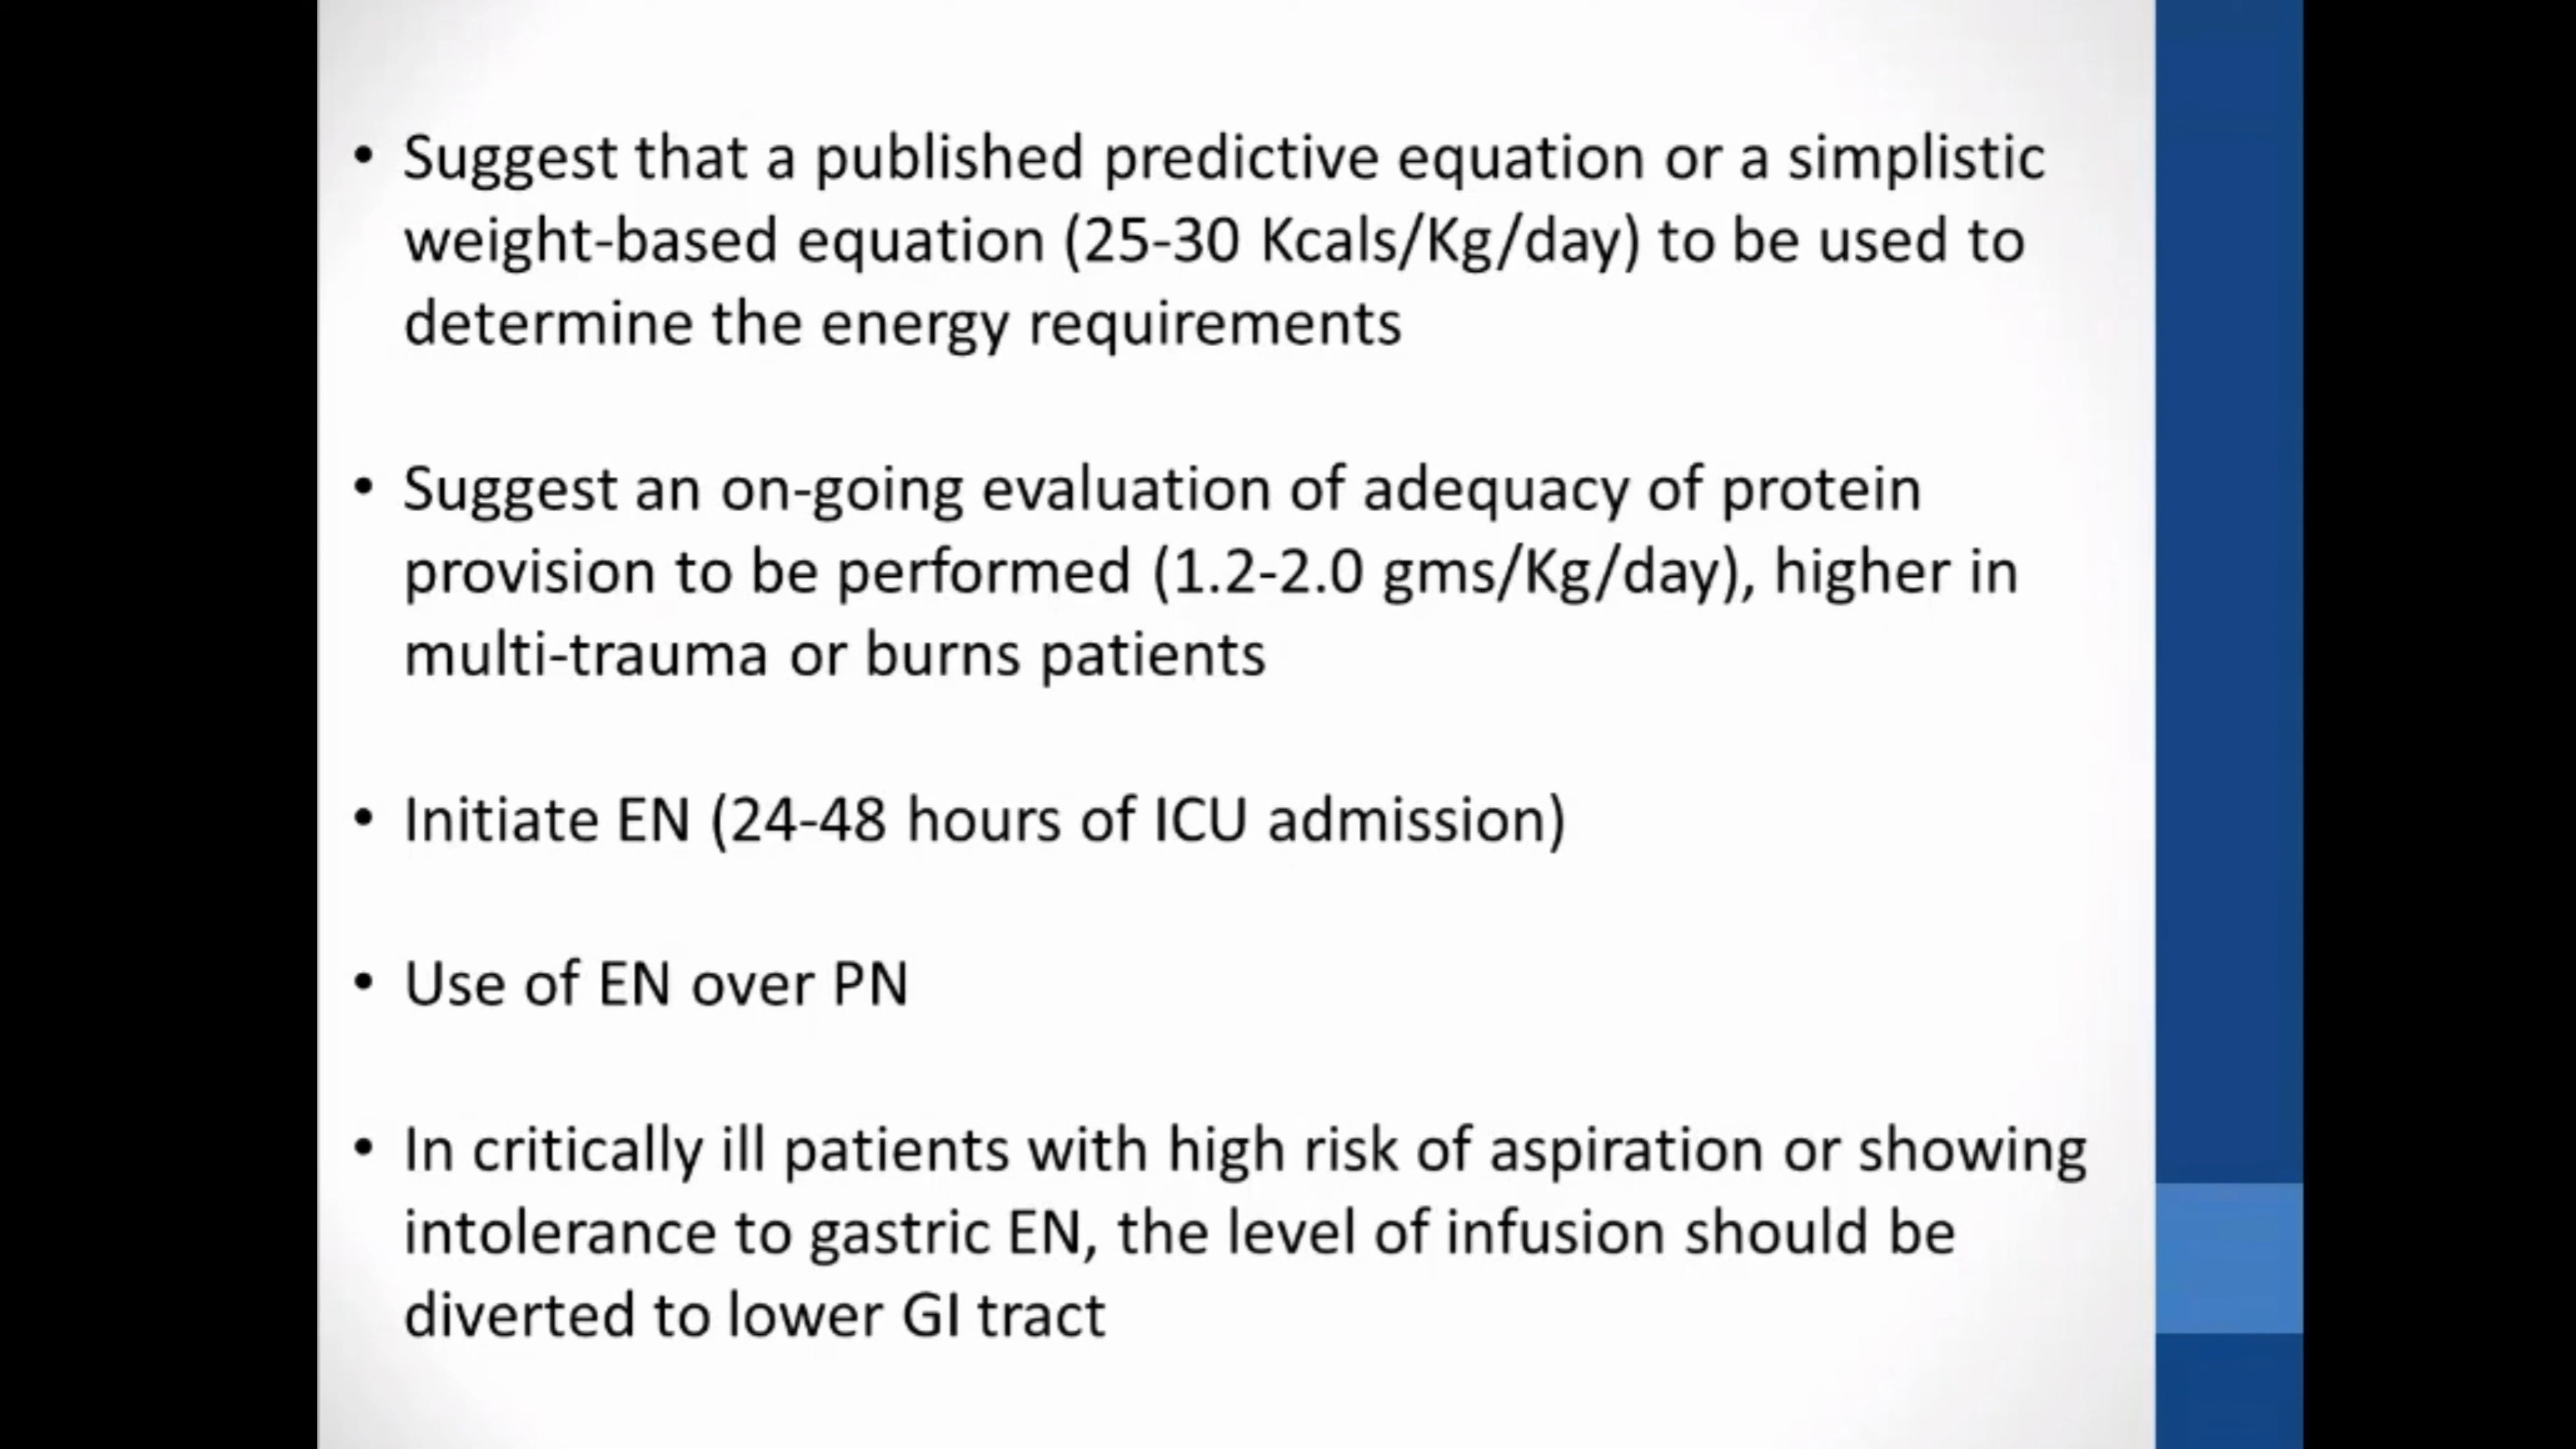 • Suggest that a published predictive equation or a simplistic
weight-based equation (25-30 Kcals/Kg/day) to be used to
determine the energy requirements
• Suggest an on-going evaluation of adequacy of protein
provision to be performed (1.2-2.0 gms/Kg/day), higher in
multi-trauma or burns patients
• Initiate EN (24-48 hours of ICU admission)
• Use of EN over PN
• In critically ill patients with high risk of aspiration or showing
intolerance to gastric EN, the level of infusion should be
diverted to lower GI tract